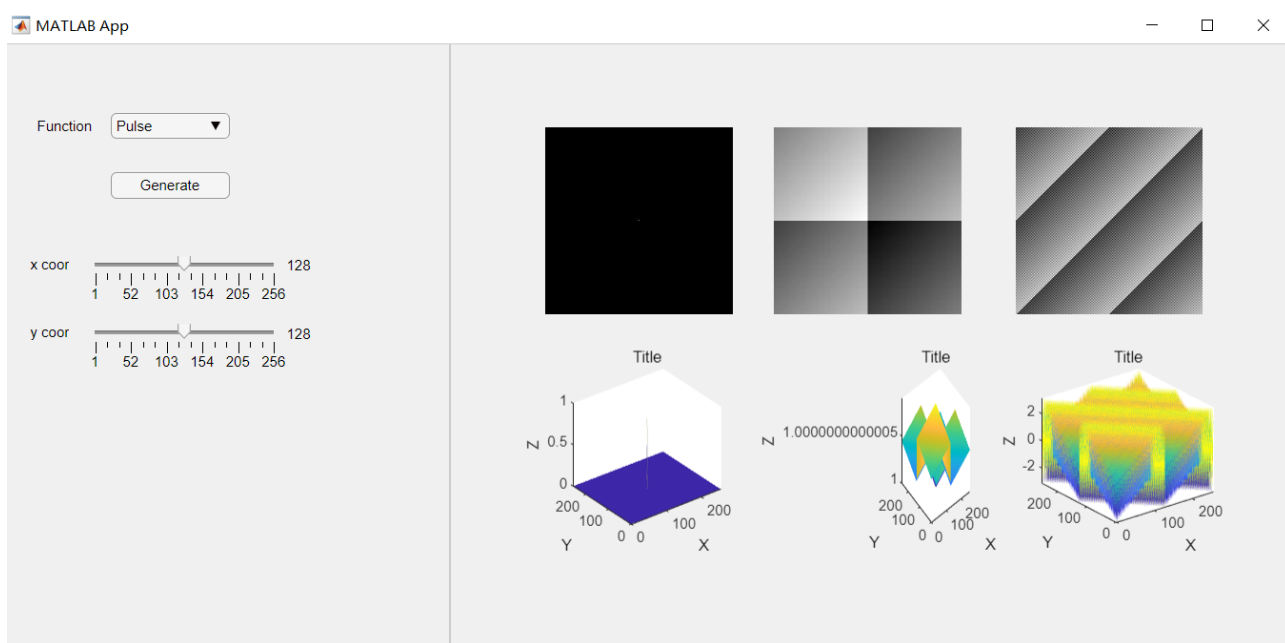 MATLAB App
Function Pulse
Generate
x coor 128
1 52 103 154 205 256
y coor 128
1 52 103 154 205 256
Title
1
0.5
0
Z
200
100
0
Y
0
100
200
X
Title
1.0000000000005
1
Z
200
100
0
Y
0
100
200
X
Title
2
0
-2
Z
200
100
0
Y
0
100
200
X